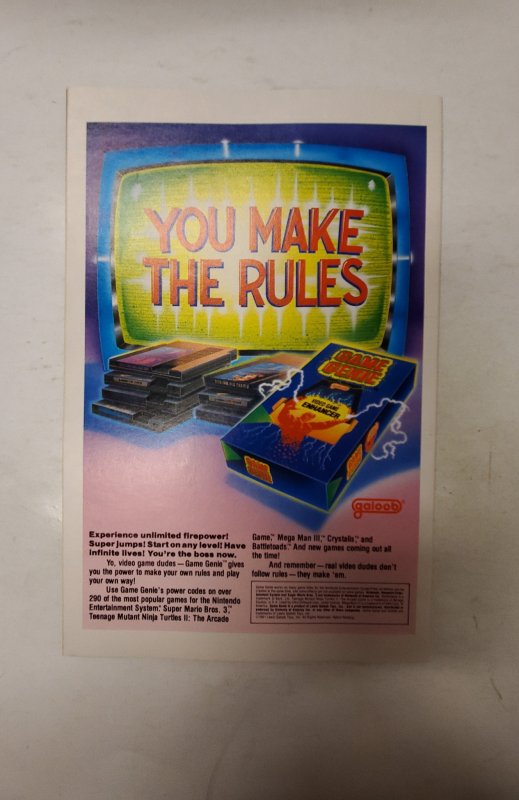 YOU MAKE
THE RULES
GAME
GENIE
VIDEO GAME
ENHANCER
galoob®
Experience unlimited firepower!
Super jumps! Start on any level! Have
infinite lives! You're the boss now.
Yo, video game dudes — Game Genie™ gives
you the power to make your own rules and play
your own way!
Use Game Genie's power codes on over
290 of the most popular games for the Nintendo
Entertainment System®: Super Mario Bros. 3,™
Teenage Mutant Ninja Turtles II: The Arcade
Game,™ Mega Man III,™ Crystalis,™ and
Battletoads.™ And new games coming out all
the time!
And remember — real video dudes don't
follow rules — they make 'em.